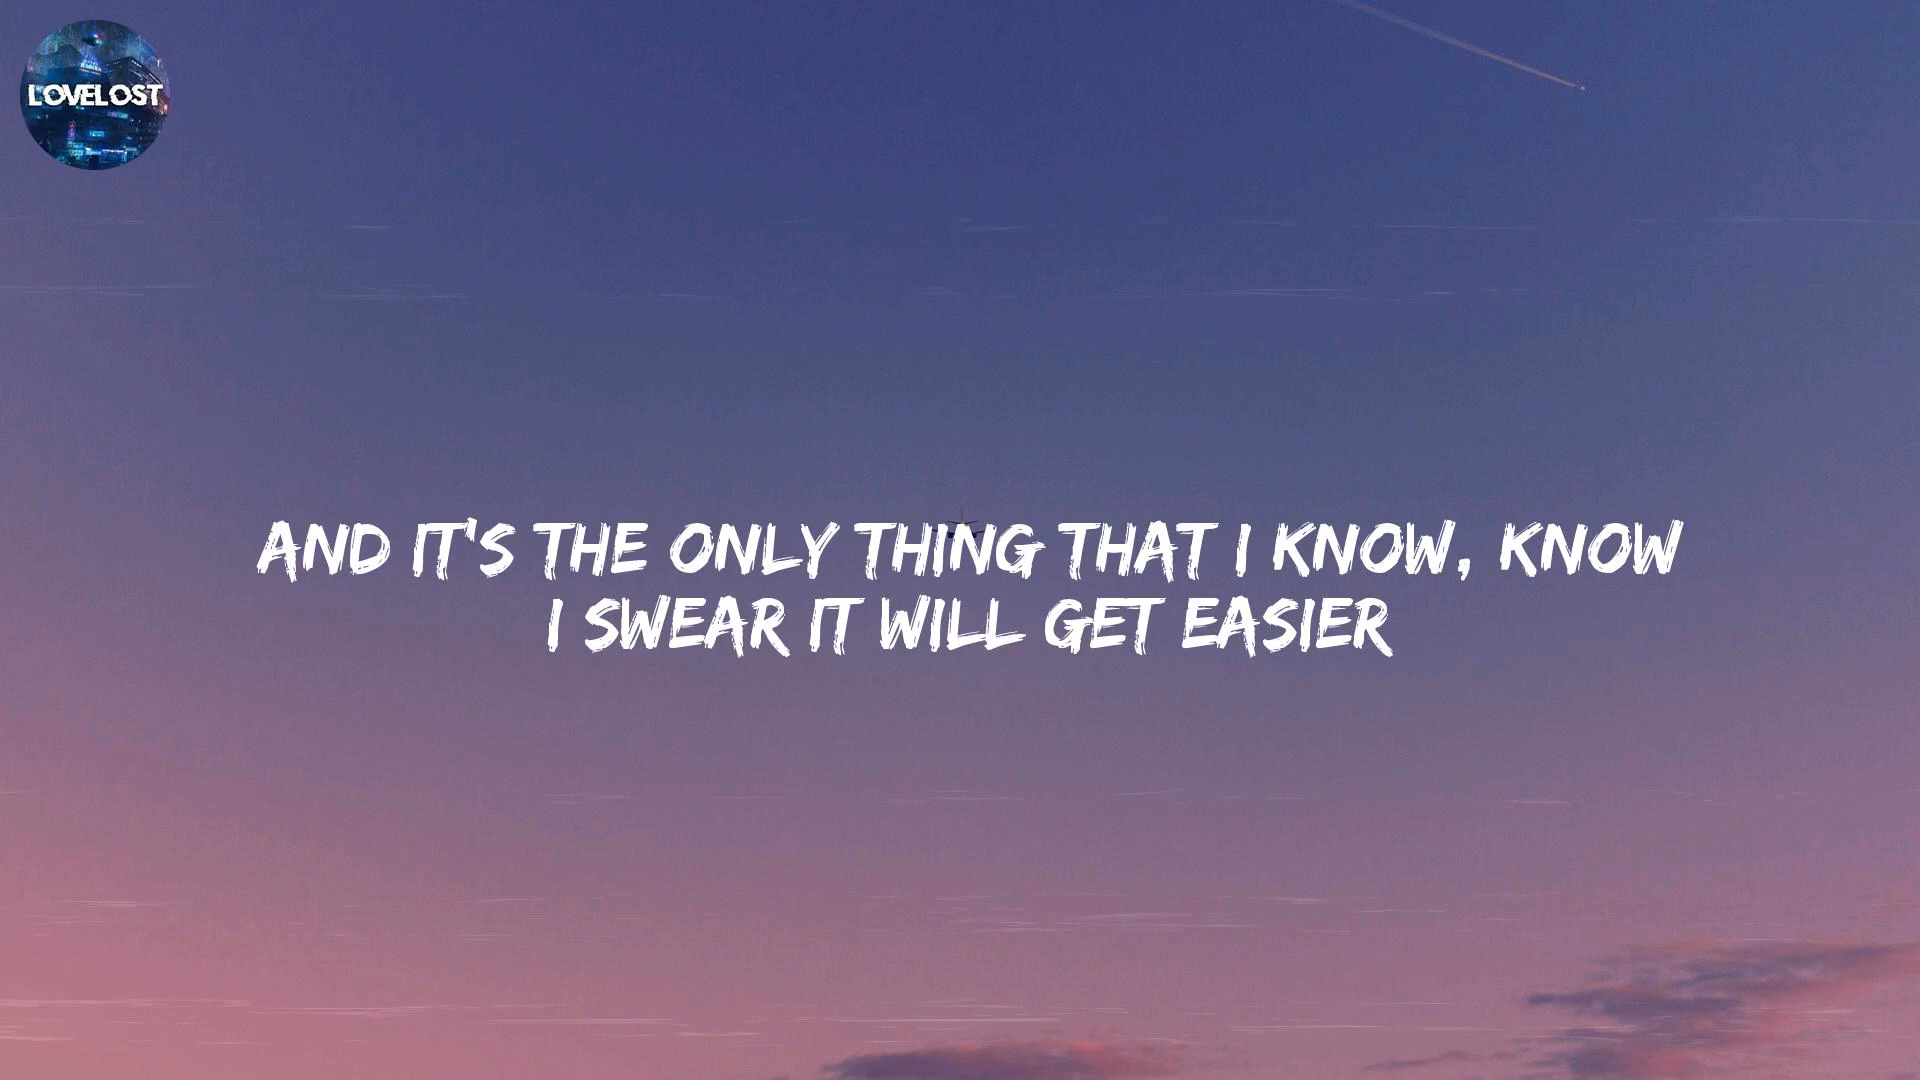 LOVELOST
AND IT'S THE ONLY THING THAT I KNOW, KNOW
I SWEAR IT WILL GET EASIER